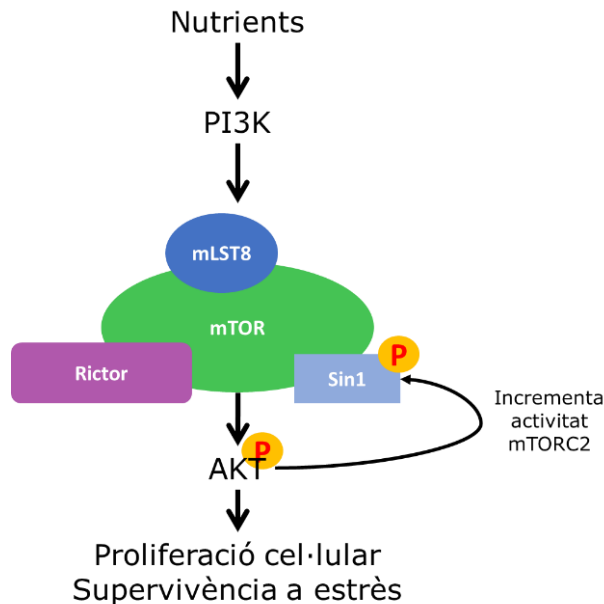 Nutrients
PI3K
mLST8
mTOR
P
Rictor
Sin1
Incrementa
activitat
mTORC2
P
AKT
Proliferació cel·lular
Supervivència a estrès